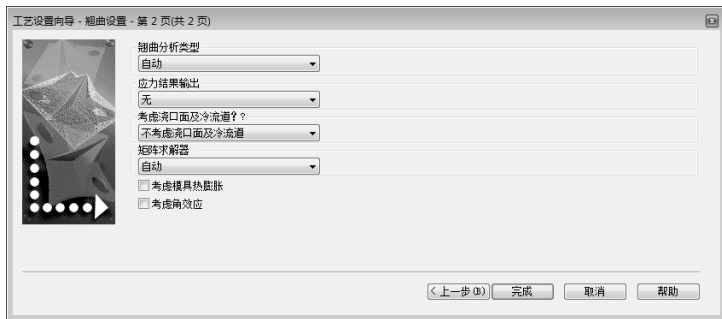 工艺设置向导 - 翘曲设置 - 第 2 页(共 2 页)
翘曲分析类型
自动
应力结果输出
无
考虑浇口面及冷流道? ?
不考虑浇口面及冷流道
矩阵求解器
自动
考虑模具热膨胀
考虑角效应
< 上一步(B) 完成 取消 帮助